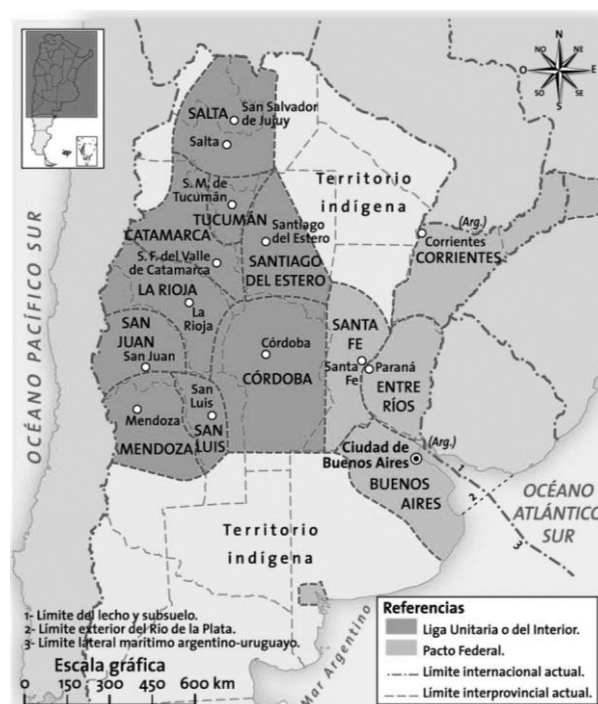 N
NO
NE
O
E
SO
SE
S
SALTA
San Salvador
de Jujuy
Salta
S. M. de
Tucumán
TUCUMÁN
CATAMARCA
Santiago
del Estero
SANTIAGO
DEL ESTERO
S. F. del Valle
de Catamarca
LA RIOJA
La
Rioja
Territorio
indígena
(Arg.)
Corrientes
CORRIENTES
SAN
JUAN
San Juan
Córdoba
CÓRDOBA
SANTA
FE
Santa
Fe
Paraná
ENTRE
RÍOS
San
Luis
SAN
LUIS
Mendoza
MENDOZA
Ciudad de
Buenos Aires
(Arg.)
BUENOS
AIRES
1
2
3
OCÉANO PACÍFICO SUR
OCÉANO
ATLÁNTICO
SUR
Territorio
indígena
Mar Argentino
1- Límite del lecho y subsuelo.
2- Límite exterior del Río de la Plata.
3- Límite lateral marítimo argentino-uruguayo.
Escala gráfica
0 150 300 450 600 km
Referencias
Liga Unitaria o del Interior.
Pacto Federal.
Límite internacional actual.
Límite interprovincial actual.